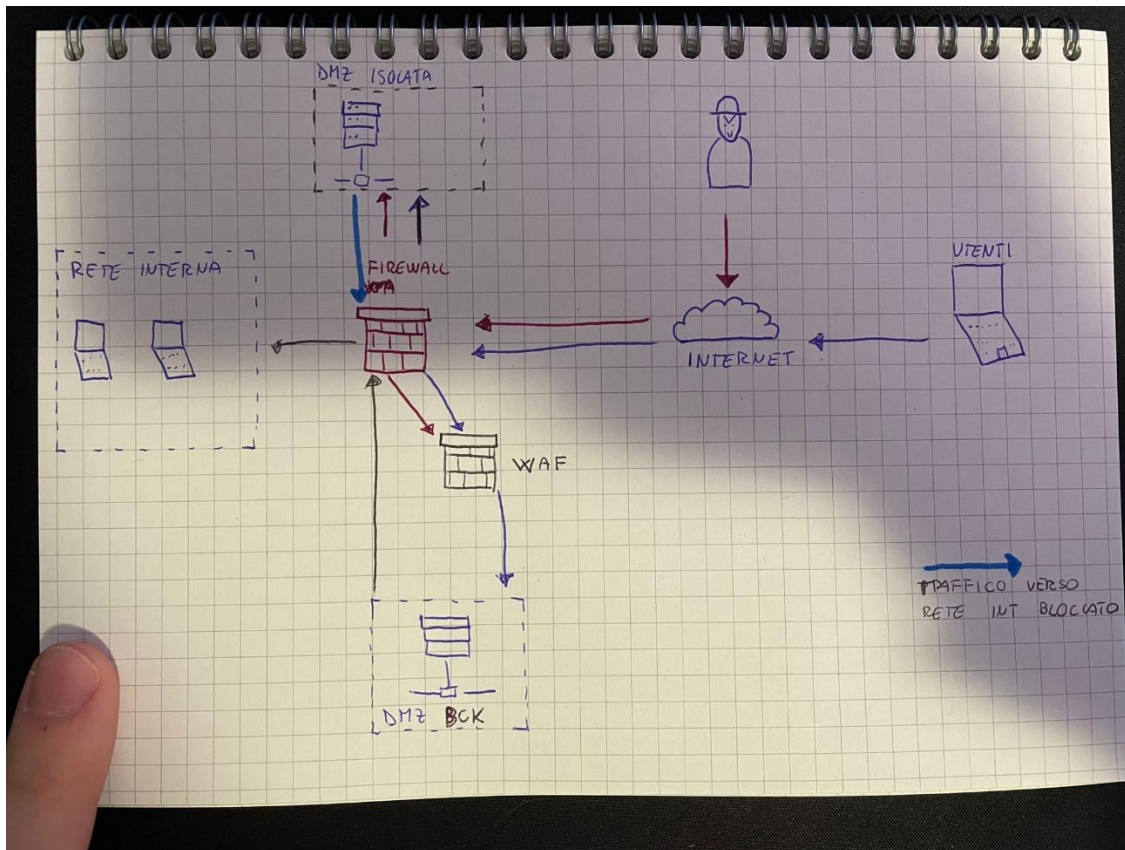 DMZ ISOLATA
UTENTI
RETE INTERNA
FIREWALL
INTERNET
WAF
TRAFFICO VERSO
RETE INT BLOCCATO
DMZ BCK